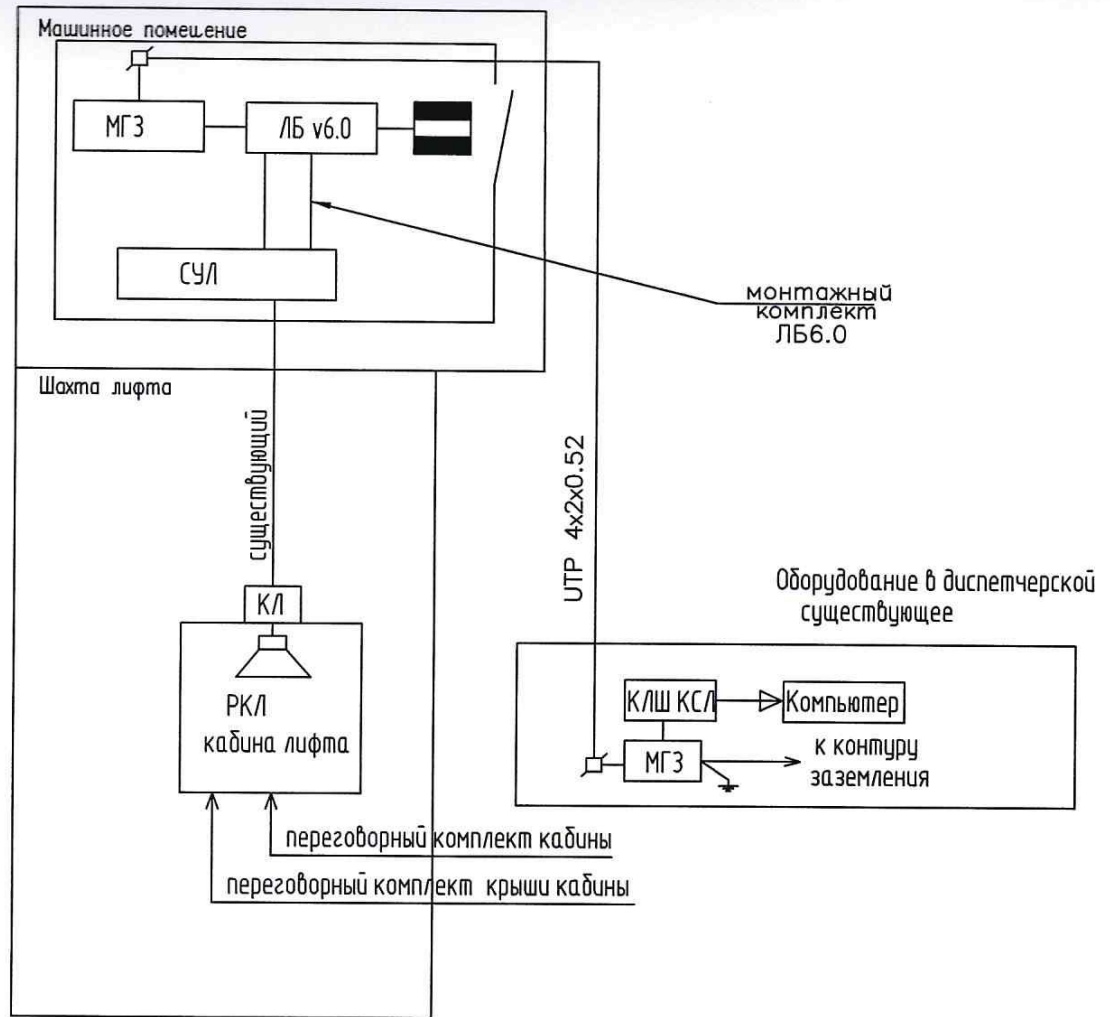 Машинное помещение
МГЗ
ЛБ v6.0
СУЛ
монтажный
комплект
ЛБ6.0
Шахта лифта
существующий
UTP 4x2x0.52
КЛ
РКЛ
кабина лифта
переговорный комплект кабины
переговорный комплект крыши кабины
Оборудование в диспетчерской
существующее
КЛШ КСЛ
Компьютер
МГЗ
к контуру
заземления